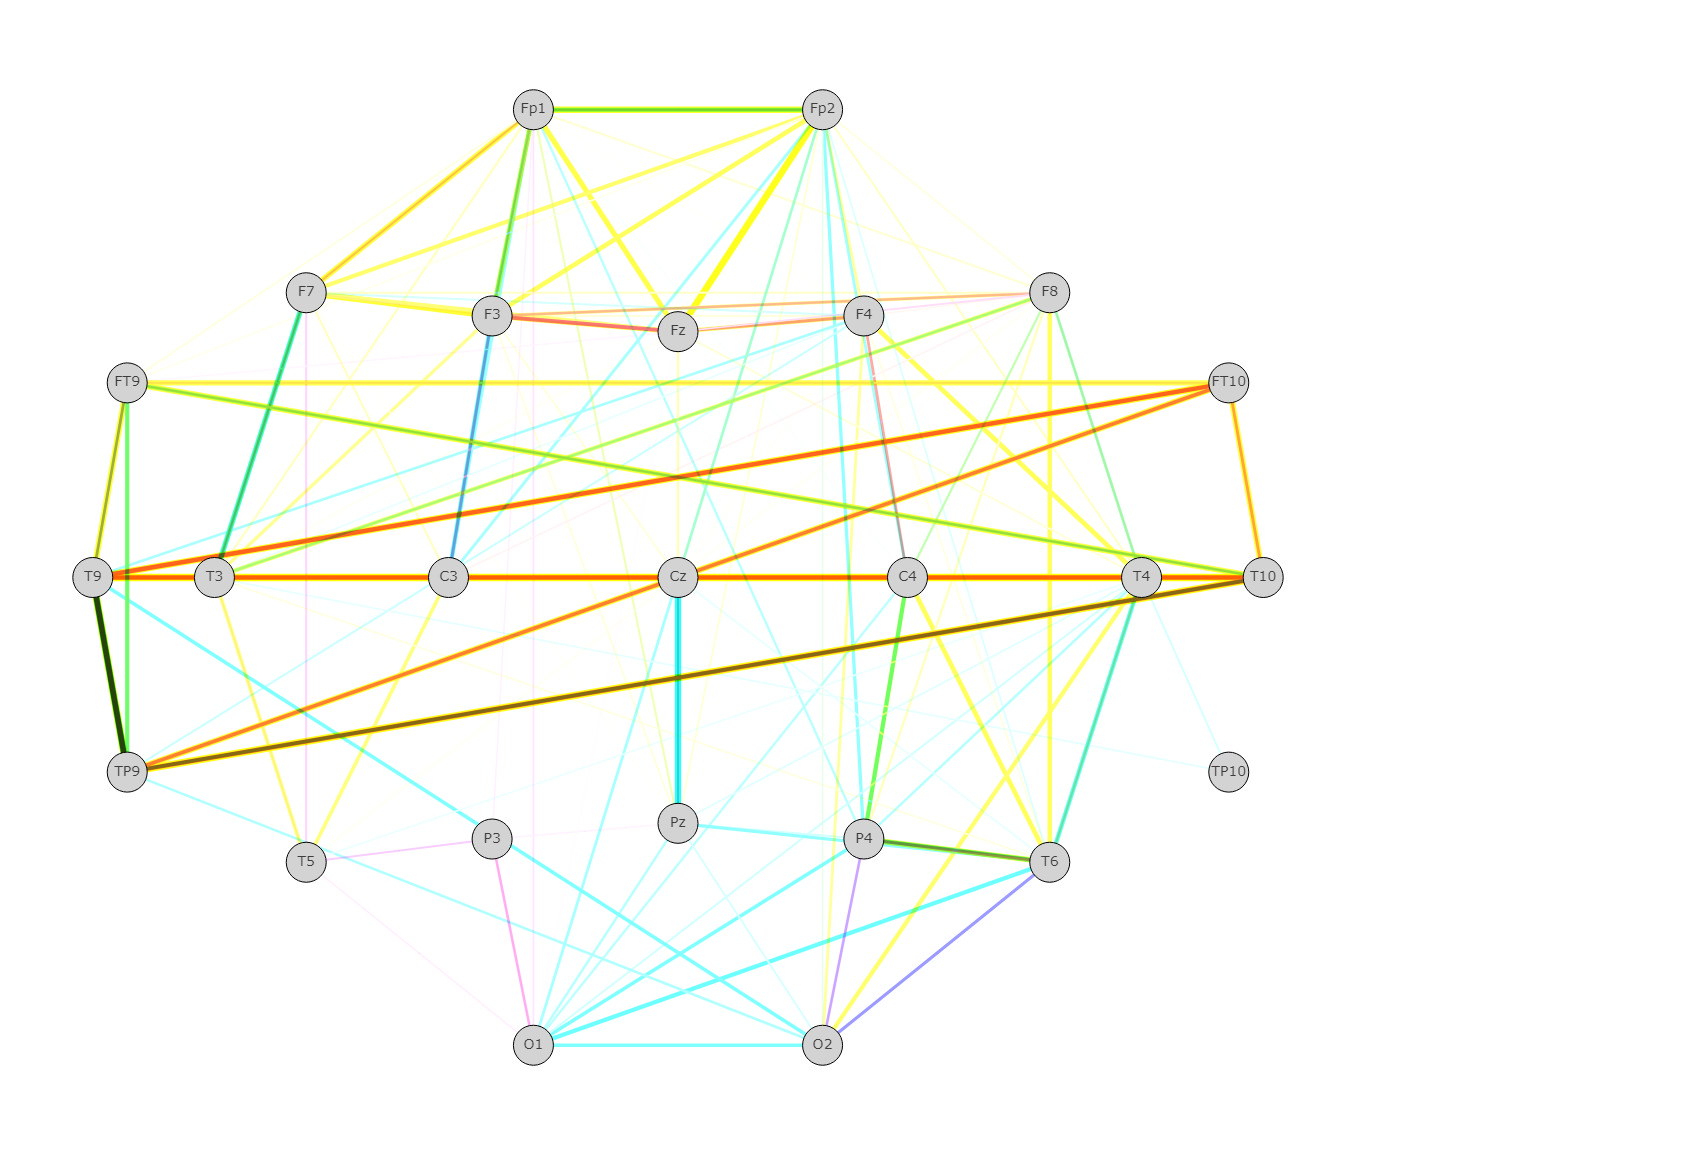 Fp1 Fp2
F7 F8
F3 Fz F4
FT9 FT10
T9 T3 C3 Cz C4 T4 T10
TP9 TP10
Pz
P3 P4
T5 T6
O1 O2